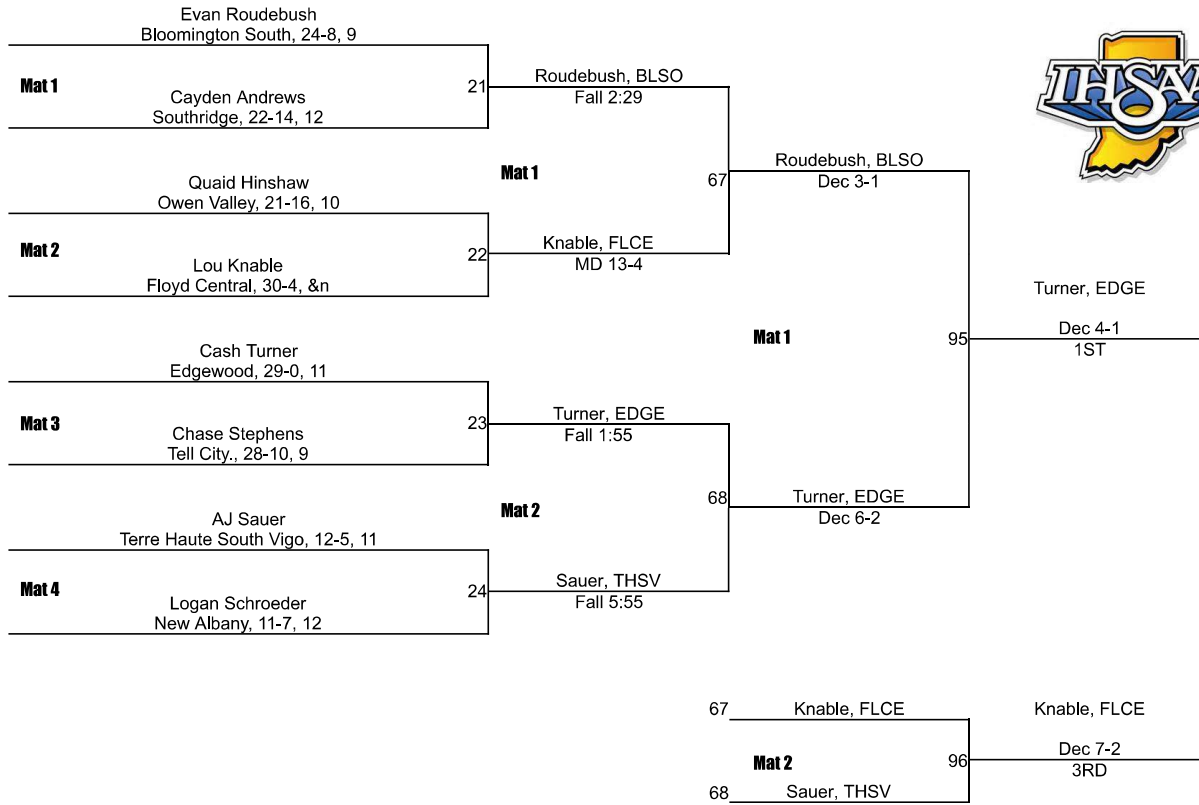 Evan Roudebush
Bloomington South, 24-8, 9
Mat 1
Cayden Andrews
Southridge, 22-14, 12
21
Roudebush, BLSO
Fall 2:29
Quaid Hinshaw
Owen Valley, 21-16, 10
Mat 2
Lou Knable
Floyd Central, 30-4, &n
22
Knable, FLCE
MD 13-4
Mat 1
67
Roudebush, BLSO
Dec 3-1
Cash Turner
Edgewood, 29-0, 11
Mat 3
Chase Stephens
Tell City., 28-10, 9
23
Turner, EDGE
Fall 1:55
AJ Sauer
Terre Haute South Vigo, 12-5, 11
Mat 4
Logan Schroeder
New Albany, 11-7, 12
24
Sauer, THSV
Fall 5:55
Mat 2
68
Turner, EDGE
Dec 6-2
Mat 1
95
Turner, EDGE
Dec 4-1
1ST
IHSAA
67
Knable, FLCE
Mat 2
68
Sauer, THSV
96
Knable, FLCE
Dec 7-2
3RD